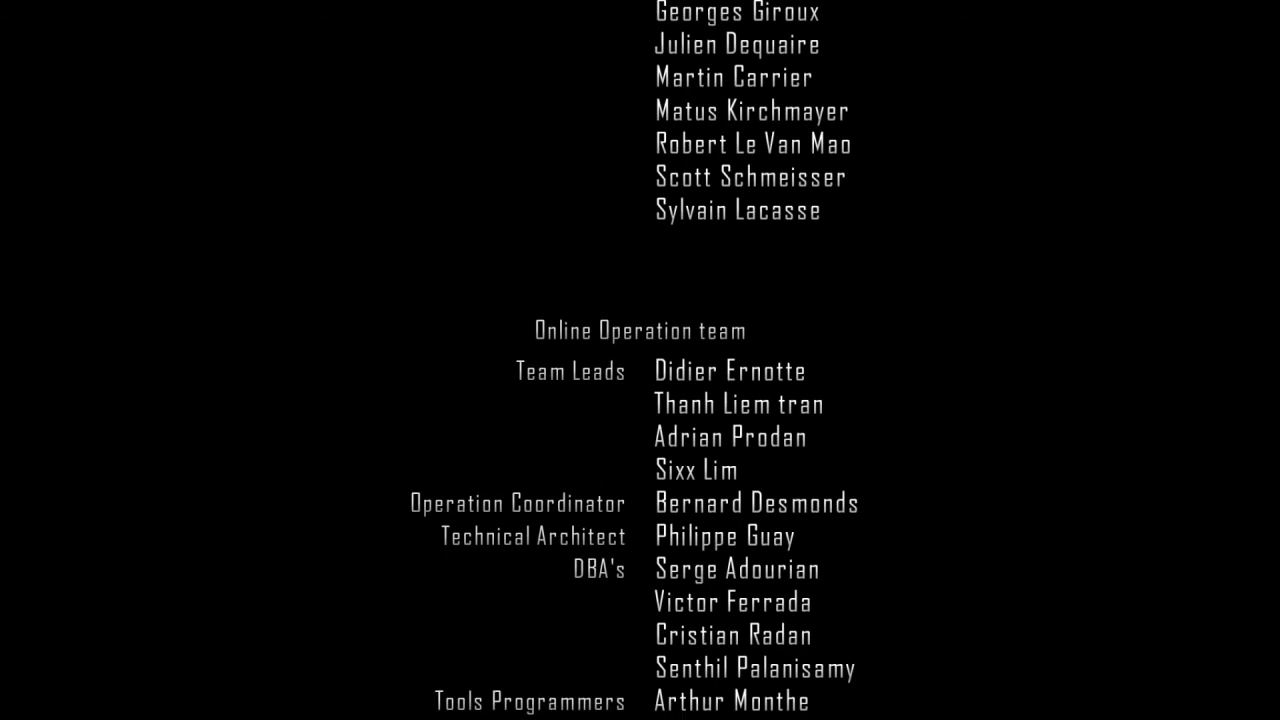 Georges Giroux
Julien Dequaire
Martin Carrier
Matus Kirchmayer
Robert Le Van Mao
Scott Schmeisser
Sylvain Lacasse
Online Operation team
Team Leads Didier Ernotte
Thanh Liem tran
Adrian Prodan
Sixx Lim
Operation Coordinator Bernard Desmonds
Technical Architect Philippe Guay
DBA's Serge Adourian
Victor Ferrada
Cristian Radan
Senthil Palanisamy
Tools Programmers Arthur Monthe